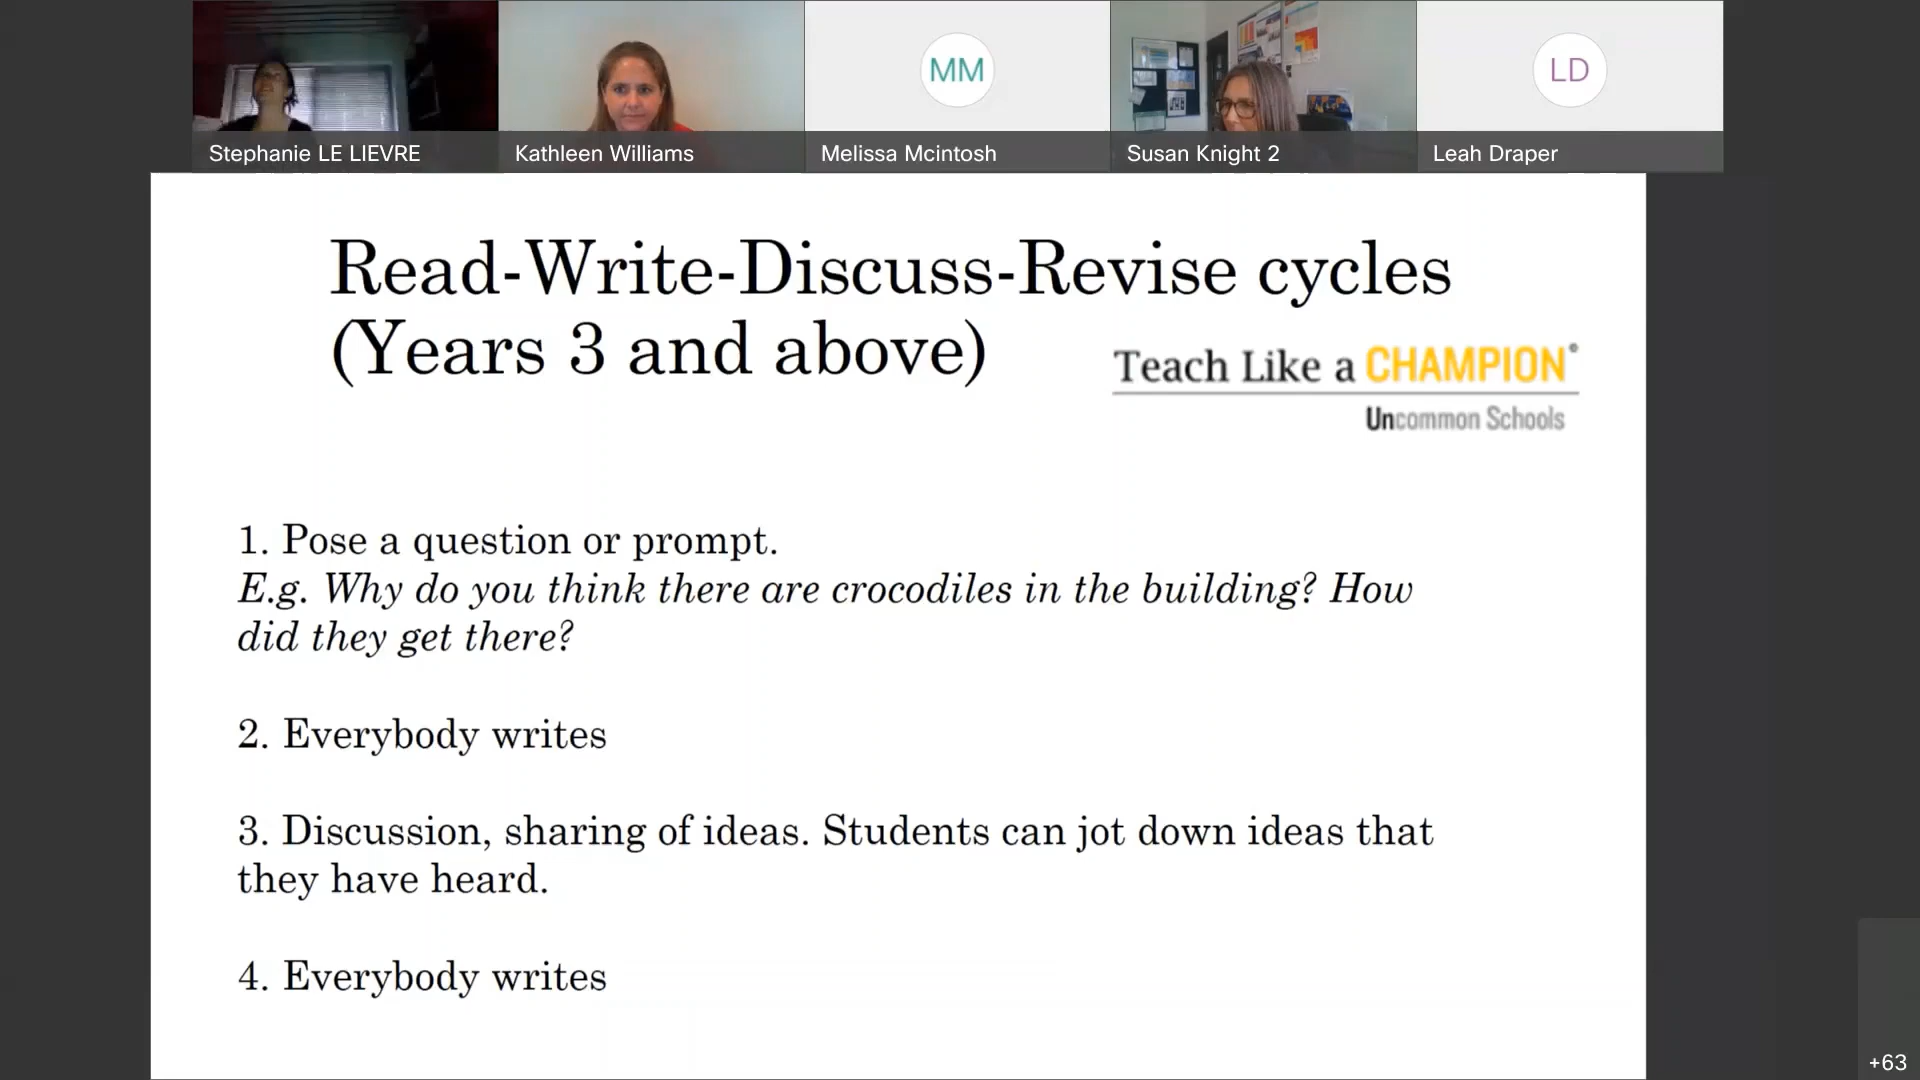 MM
LD
Stephanie LE LIEVRE
Kathleen Williams
Melissa Mcintosh
Susan Knight 2
Leah Draper
Read-Write-Discuss-Revise cycles
(Years 3 and above)
Teach Like a CHAMPION®
Uncommon Schools
1. Pose a question or prompt.
E.g. Why do you think there are crocodiles in the building? How
did they get there?
2. Everybody writes
3. Discussion, sharing of ideas. Students can jot down ideas that
they have heard.
4. Everybody writes
+63